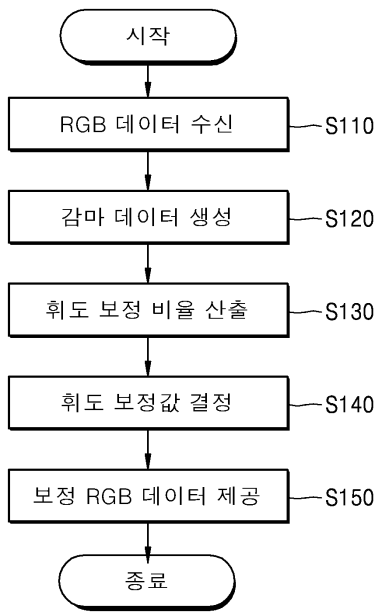 시작
RGB 데이터 수신
S110
감마 데이터 생성
S120
휘도 보정 비율 산출
S130
휘도 보정값 결정
S140
보정 RGB 데이터 제공
S150
종료